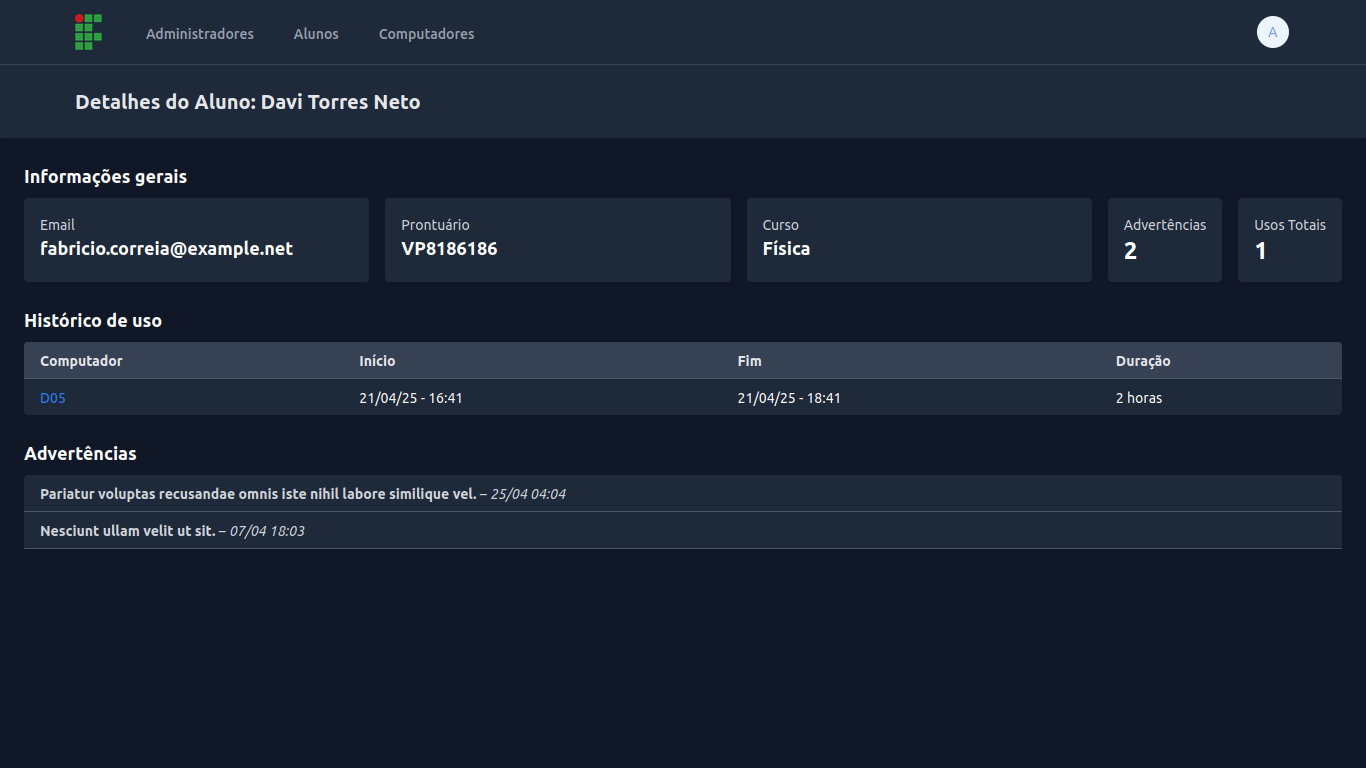 Administradores Alunos Computadores A
Detalhes do Aluno: Davi Torres Neto
Informações gerais
Email Prontuário Curso Advertências Usos Totais
fabricio.correia@example.net VP8186186 Física 2 1
Histórico de uso
Computador Início Fim Duração
D05 21/04/25 - 16:41 21/04/25 - 18:41 2 horas
Advertências
Pariatur voluptas recusandae omnis iste nihil labore similique vel. – 25/04 04:04
Nesciunt ullam velit ut sit. – 07/04 18:03